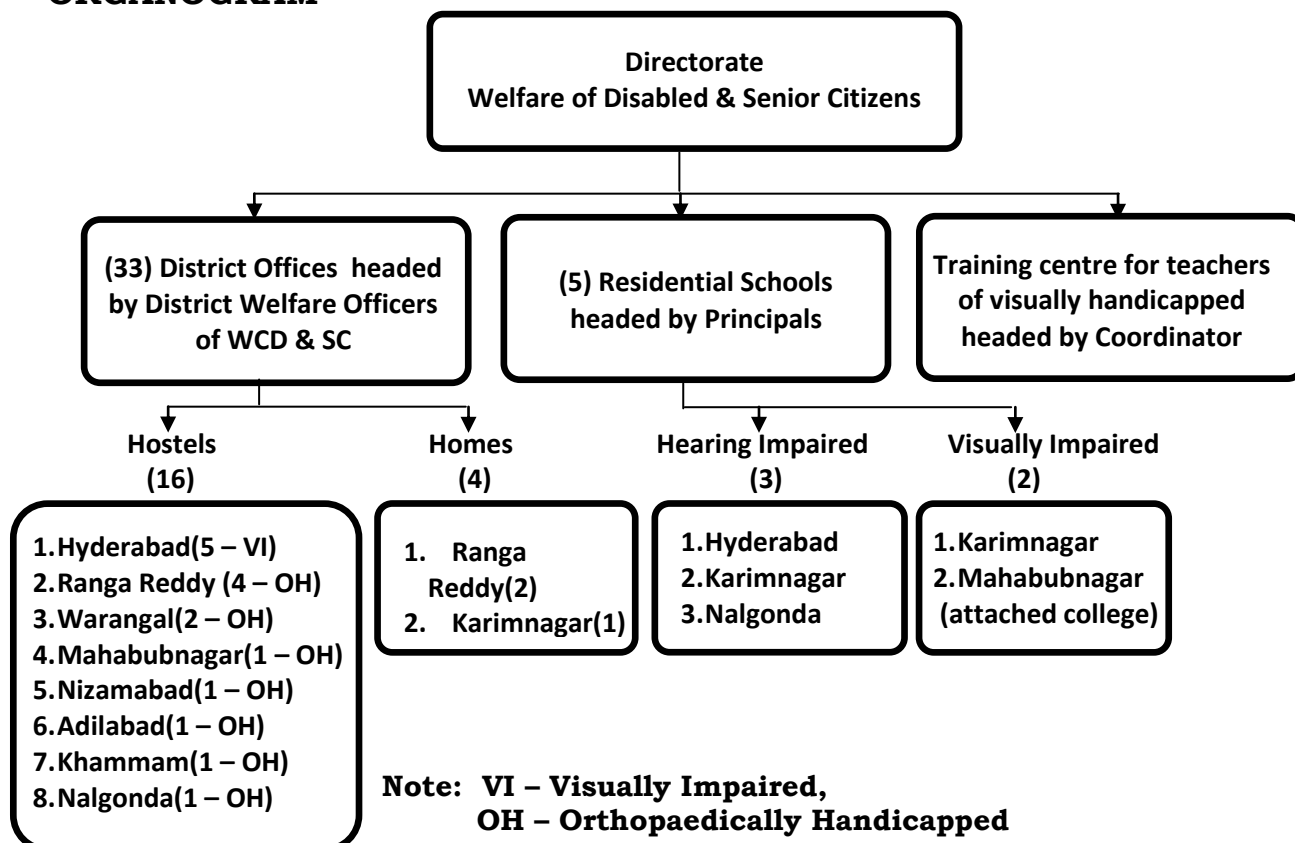 ORGANOGRAM
Directorate
Welfare of Disabled & Senior Citizens
(33) District Offices headed
by District Welfare Officers
of WCD & SC
(5) Residential Schools
headed by Principals
Training centre for teachers
of visually handicapped
headed by Coordinator
Hostels
(16)
Homes
(4)
Hearing Impaired
(3)
Visually Impaired
(2)
1.Hyderabad(5 – VI)
2.Ranga Reddy (4 – OH)
3.Warangal(2 – OH)
4.Mahabubnagar(1 – OH)
5.Nizamabad(1 – OH)
6.Adilabad(1 – OH)
7.Khammam(1 – OH)
8.Nalgonda(1 – OH)
1. Ranga
Reddy(2)
2. Karimnagar(1)
1.Hyderabad
2.Karimnagar
3.Nalgonda
1.Karimnagar
2.Mahabubnagar
(attached college)
Note: VI – Visually Impaired,
OH – Orthopaedically Handicapped